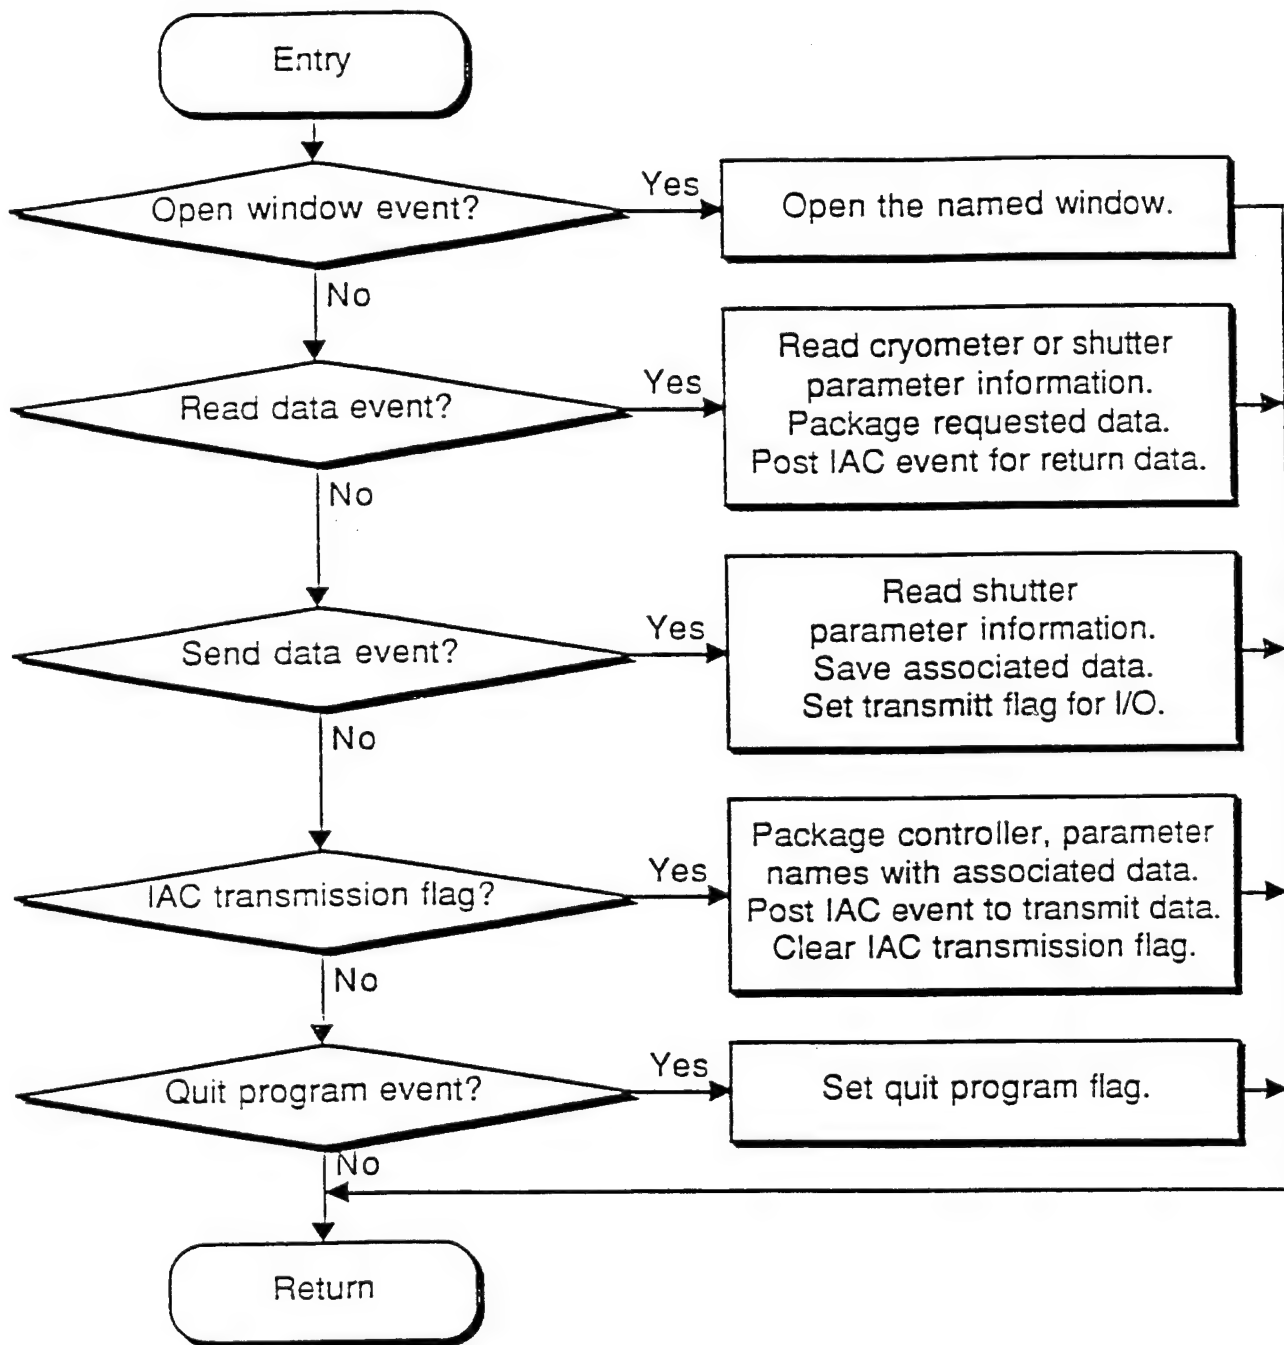 Entry
Open window event?
Yes
Open the named window.
No
Read data event?
Yes
Read cryometer or shutter
parameter information.
Package requested data.
Post IAC event for return data.
No
Send data event?
Yes
Read shutter
parameter information.
Save associated data.
Set transmitt flag for I/O.
No
IAC transmission flag?
Yes
Package controller, parameter
names with associated data.
Post IAC event to transmit data.
Clear IAC transmission flag.
No
Quit program event?
Yes
Set quit program flag.
No
Return